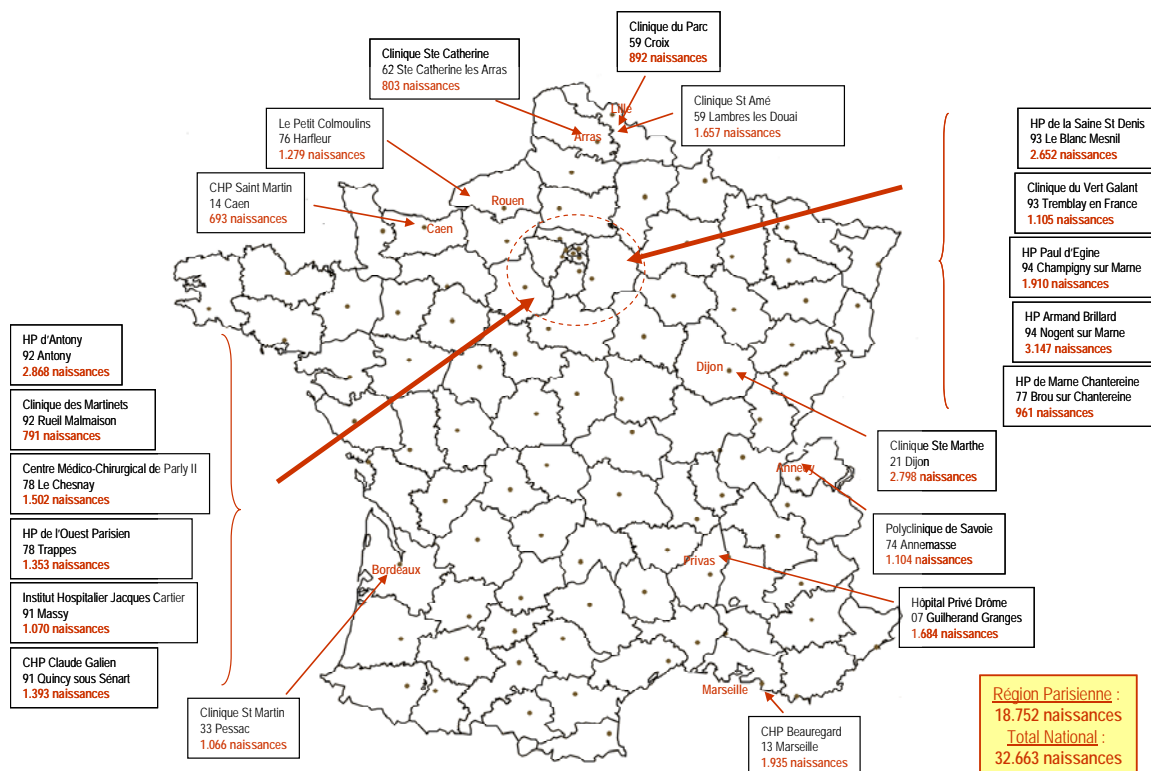 Clinique du Parc
59 Croix
892 naissances
Clinique Ste Catherine
62 Ste Catherine les Arras
803 naissances
Clinique St Amé
59 Lambres les Douai
1.657 naissances
Le Petit Colmoulins
76 Harfleur
1.279 naissances
CHP Saint Martin
14 Caen
693 naissances
Lille
Arras
Rouen
Caen
Dijon
Annecy
Privas
Bordeaux
Marseille
HP de la Saine St Denis
93 Le Blanc Mesnil
2.652 naissances
Clinique du Vert Galant
93 Tremblay en France
1.105 naissances
HP Paul d'Egine
94 Champigny sur Marne
1.910 naissances
HP Armand Brillard
94 Nogent sur Marne
3.147 naissances
HP de Marne Chantereine
77 Brou sur Chantereine
961 naissances
HP d'Antony
92 Antony
2.868 naissances
Clinique des Martinets
92 Rueil Malmaison
791 naissances
Centre Médico-Chirurgical de Parly II
78 Le Chesnay
1.502 naissances
HP de l'Ouest Parisien
78 Trappes
1.353 naissances
Institut Hospitalier Jacques Cartier
91 Massy
1.070 naissances
CHP Claude Galien
91 Quincy sous Sénart
1.393 naissances
Clinique Ste Marthe
21 Dijon
2.798 naissances
Polyclinique de Savoie
74 Annemasse
1.104 naissances
Hôpital Privé Drôme
07 Guilherand Granges
1.684 naissances
Clinique St Martin
33 Pessac
1.066 naissances
CHP Beauregard
13 Marseille
1.935 naissances
Région Parisienne :
18.752 naissances
Total National :
32.663 naissances